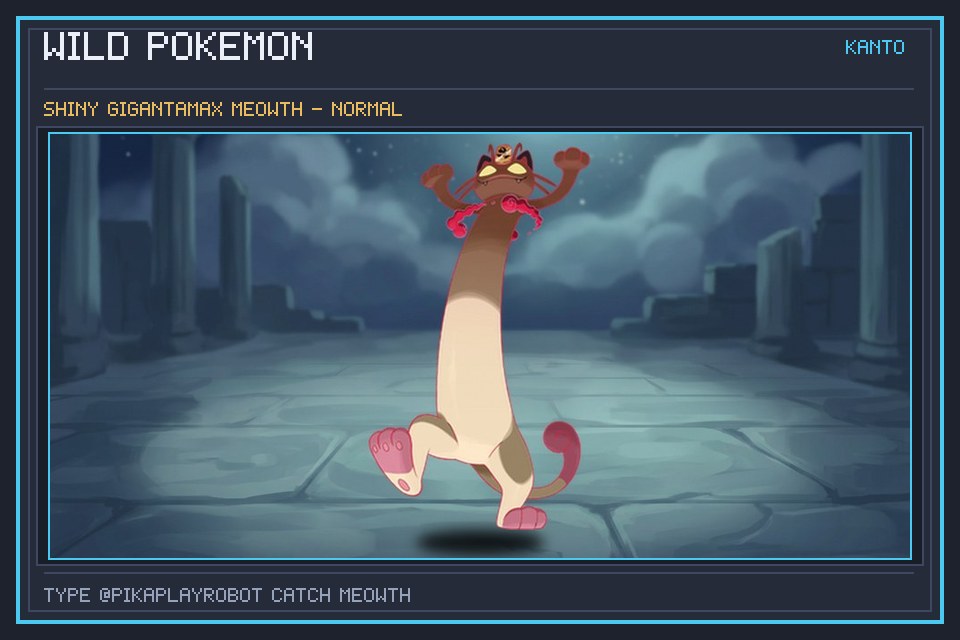 WILD POKEMON
KANTO
SHINY GIGANTAMAX MEOWTH - NORMAL
TYPE @PIKAPLAYROBOT CATCH MEOWTH